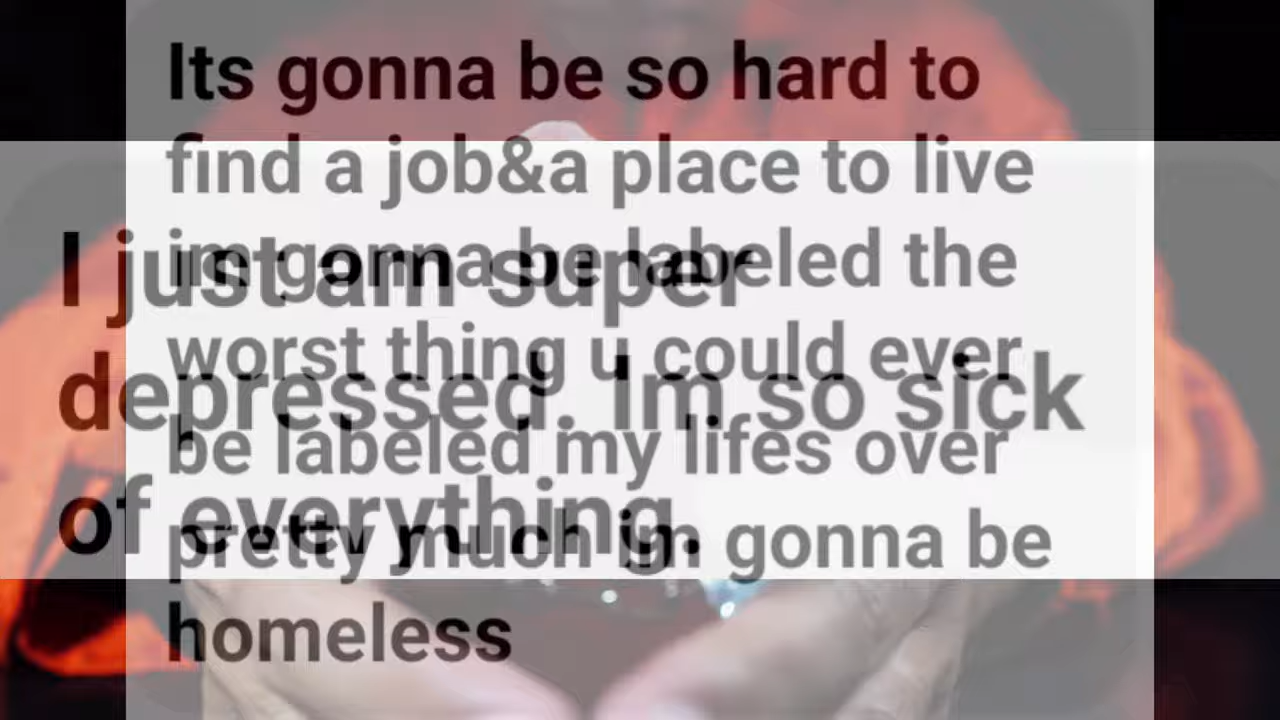 Its gonna be so hard to
find a job&a place to live
im gonna be labeled the
worst thing u could ever
be labeled my lifes over
pretty much im gonna be
homeless
I just am super
depressed. Im so sick
of everything.